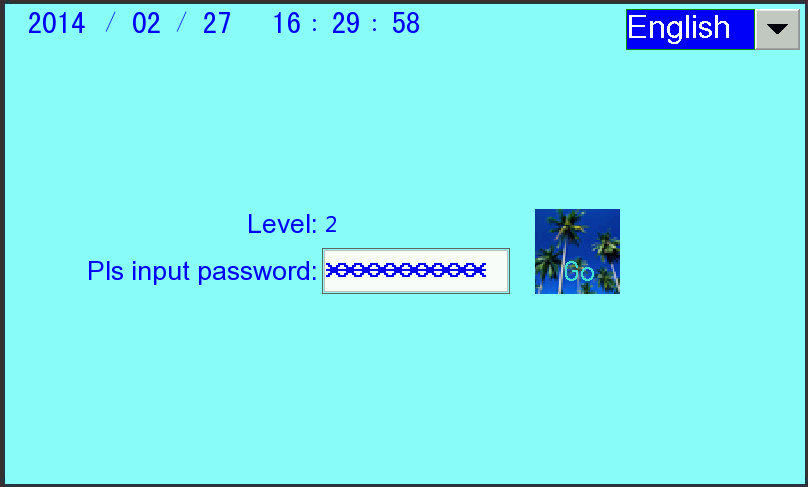 2014 / 02 / 27 16 : 29 : 58
English
Level: 2
Pls input password:
Go